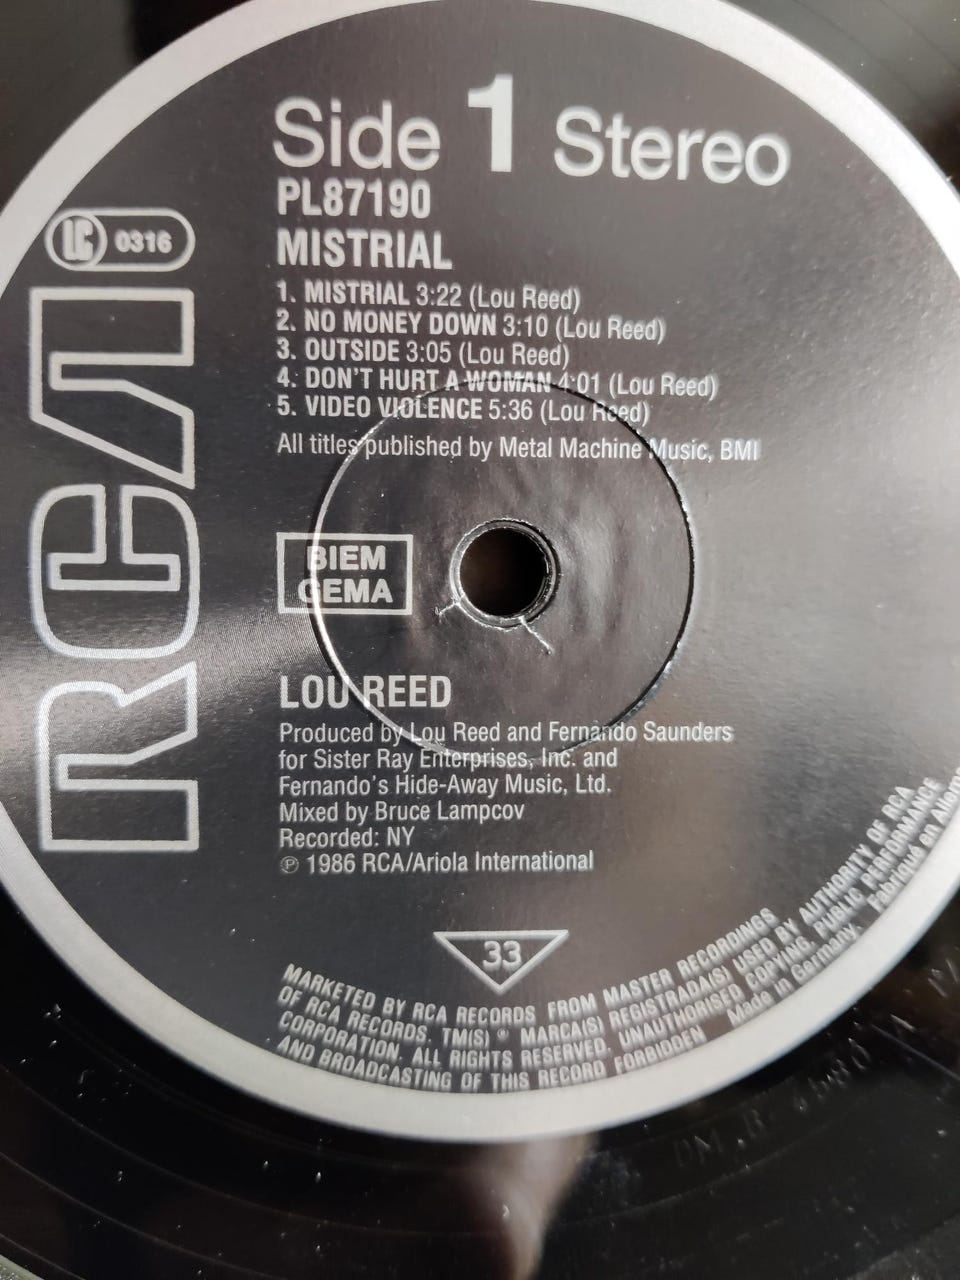 Side 1 Stereo
PL87190
LC 0316
MISTRIAL
1. MISTRIAL 3:22 (Lou Reed)
2. NO MONEY DOWN 3:10 (Lou Reed)
3. OUTSIDE 3:05 (Lou Reed)
4. DON'T HURT A WOMAN 4:01 (Lou Reed)
5. VIDEO VIOLENCE 5:36 (Lou Reed)
All titles published by Metal Machine Music, BMI
RCA
BIEM
GEMA
LOU REED
Produced by Lou Reed and Fernando Saunders
for Sister Ray Enterprises, Inc. and
Fernando's Hide-Away Music, Ltd.
Mixed by Bruce Lampcov
Recorded: NY
℗ 1986 RCA/Ariola International
33
MARKETED BY RCA RECORDS FROM MASTER RECORDINGS
OF RCA RECORDS. TM(S) ® MARCA(S) REGISTRADA(S) USED BY AUTHORITY OF RCA
CORPORATION. ALL RIGHTS RESERVED. UNAUTHORISED COPYING, PUBLIC PERFORMANCE
AND BROADCASTING OF THIS RECORD FORBIDDEN Made in Germany. Fabriqué en